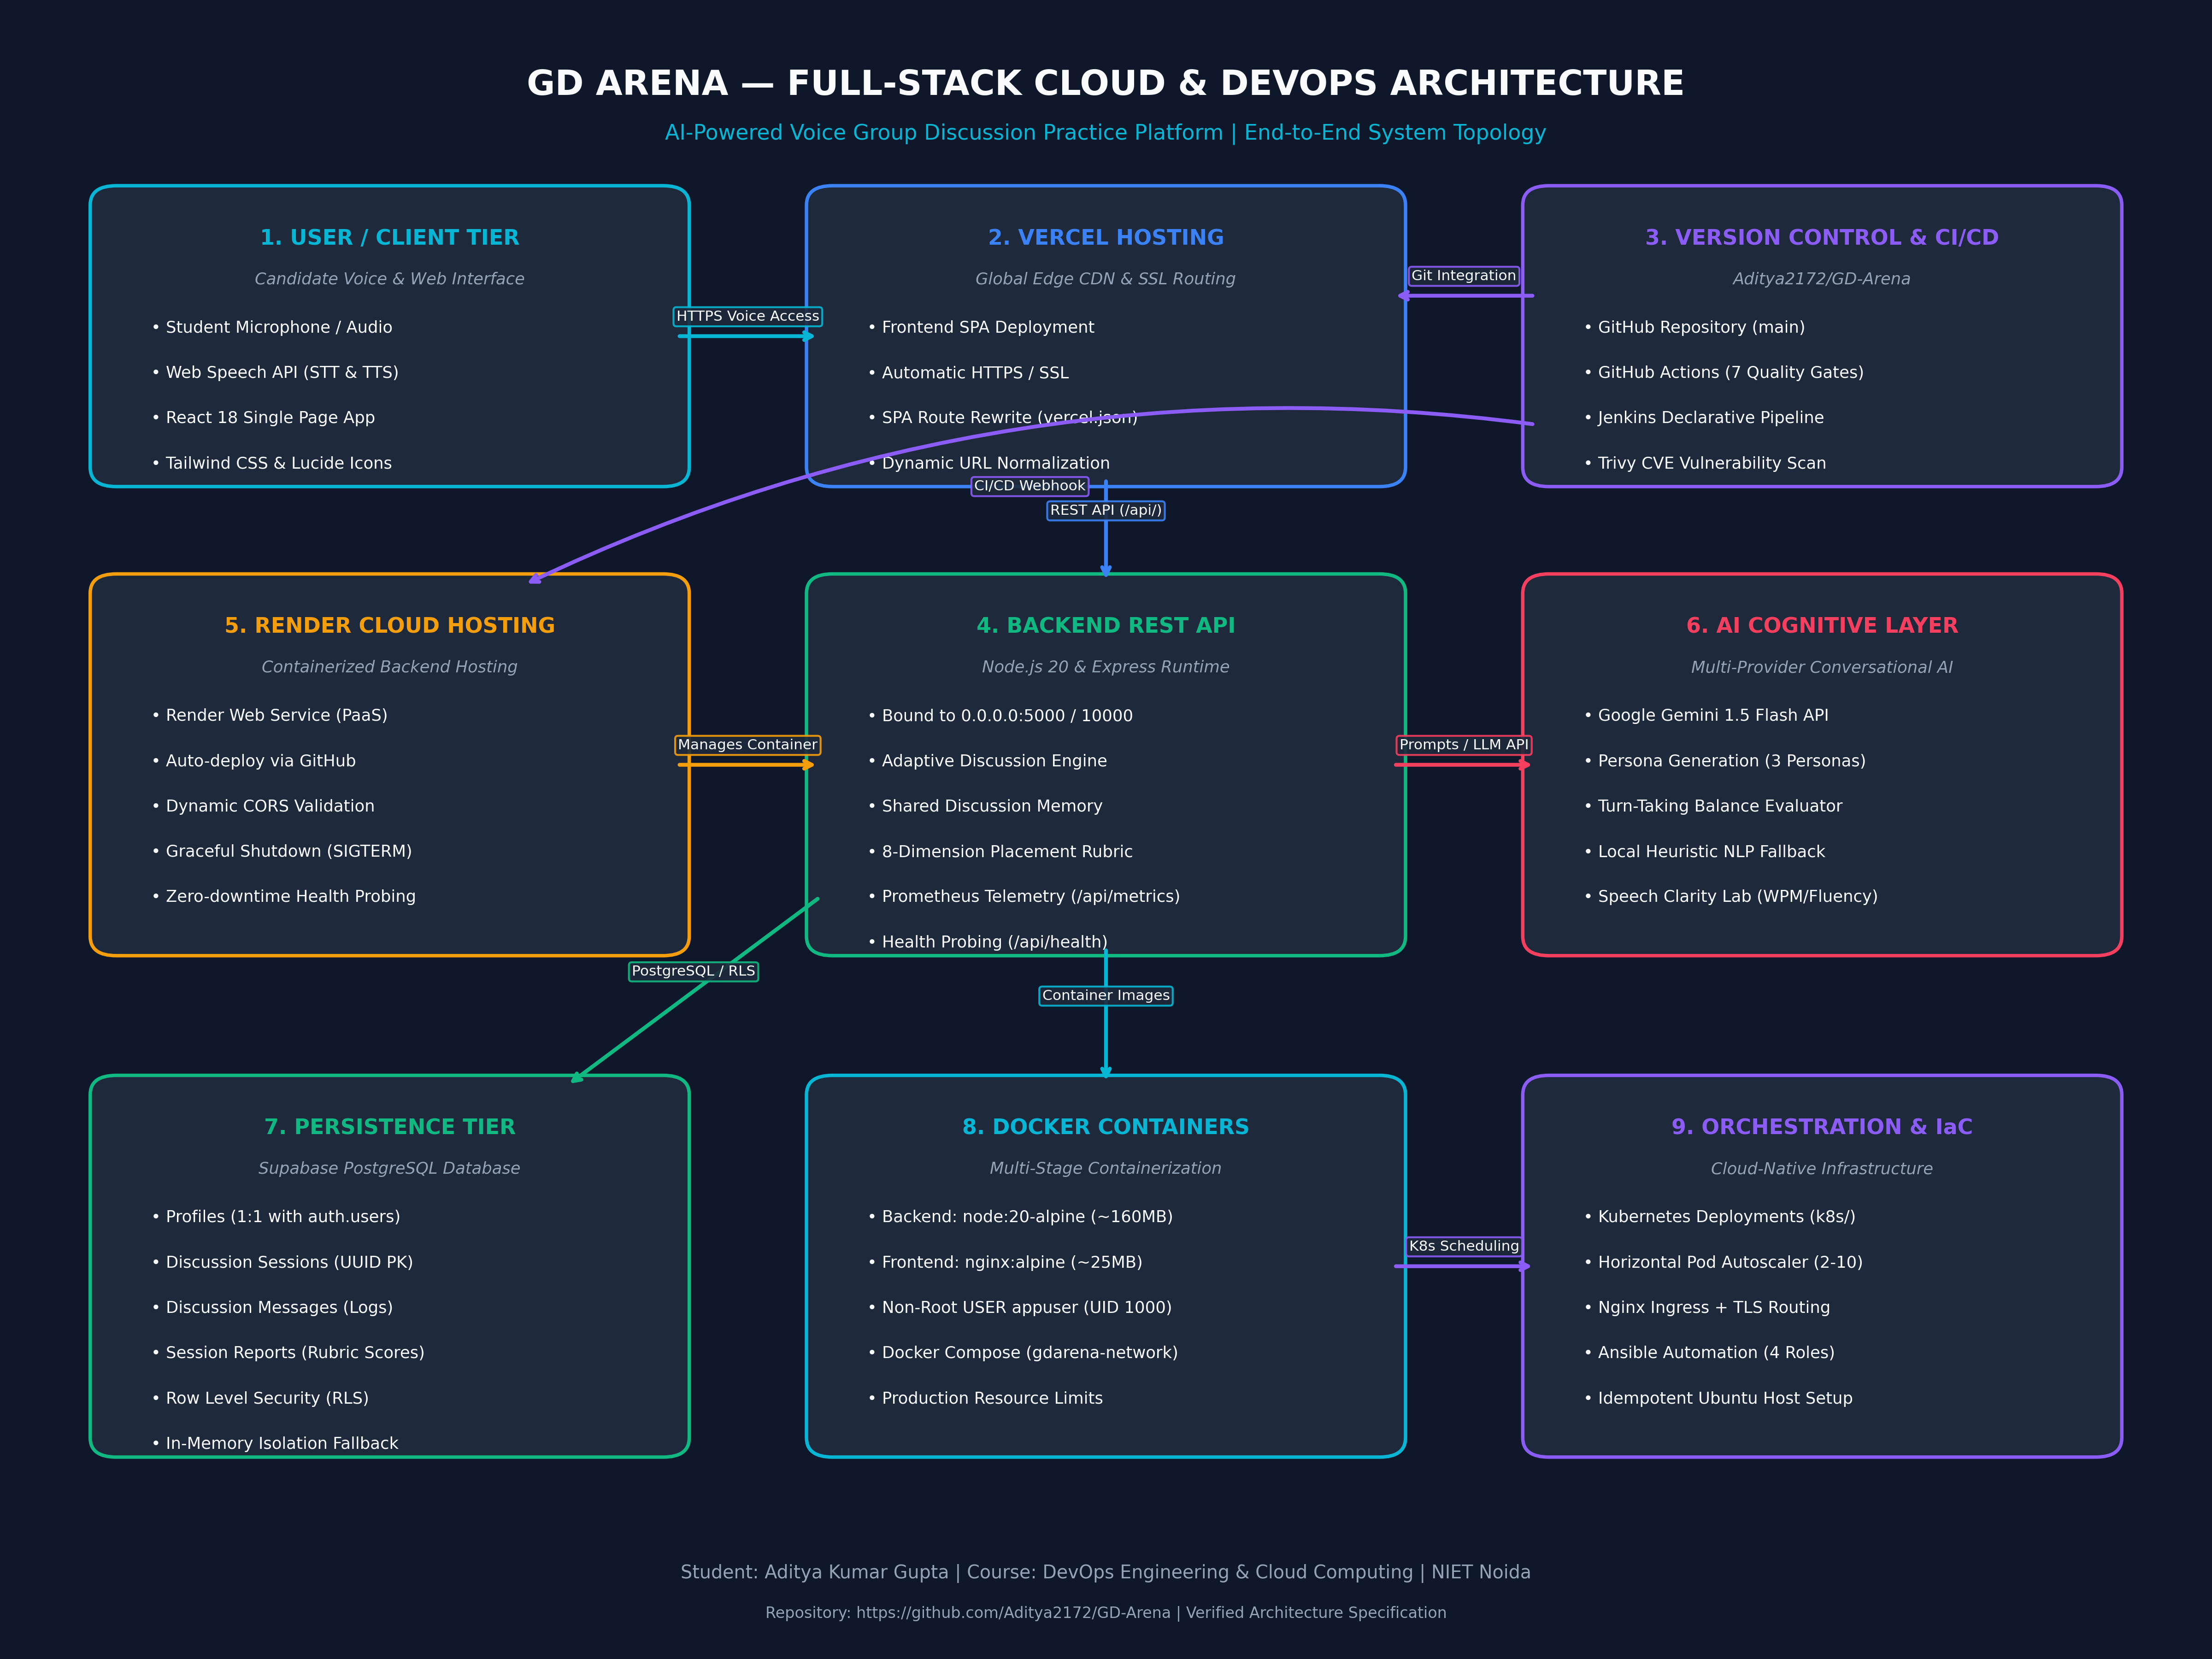 GD ARENA — FULL-STACK CLOUD & DEVOPS ARCHITECTURE
AI-Powered Voice Group Discussion Practice Platform | End-to-End System Topology
1. USER / CLIENT TIER
Candidate Voice & Web Interface
• Student Microphone / Audio
• Web Speech API (STT & TTS)
• React 18 Single Page App
• Tailwind CSS & Lucide Icons
HTTPS Voice Access
2. VERCEL HOSTING
Global Edge CDN & SSL Routing
• Frontend SPA Deployment
• Automatic HTTPS / SSL
• SPA Route Rewrite (vercel.json)
• Dynamic URL Normalization
Git Integration
3. VERSION CONTROL & CI/CD
Aditya2172/GD-Arena
• GitHub Repository (main)
• GitHub Actions (7 Quality Gates)
• Jenkins Declarative Pipeline
• Trivy CVE Vulnerability Scan
CI/CD Webhook
REST API (/api/)
5. RENDER CLOUD HOSTING
Containerized Backend Hosting
• Render Web Service (PaaS)
• Auto-deploy via GitHub
• Dynamic CORS Validation
• Graceful Shutdown (SIGTERM)
• Zero-downtime Health Probing
Manages Container
4. BACKEND REST API
Node.js 20 & Express Runtime
• Bound to 0.0.0.0:5000 / 10000
• Adaptive Discussion Engine
• Shared Discussion Memory
• 8-Dimension Placement Rubric
• Prometheus Telemetry (/api/metrics)
• Health Probing (/api/health)
Prompts / LLM API
6. AI COGNITIVE LAYER
Multi-Provider Conversational AI
• Google Gemini 1.5 Flash API
• Persona Generation (3 Personas)
• Turn-Taking Balance Evaluator
• Local Heuristic NLP Fallback
• Speech Clarity Lab (WPM/Fluency)
PostgreSQL / RLS
Container Images
7. PERSISTENCE TIER
Supabase PostgreSQL Database
• Profiles (1:1 with auth.users)
• Discussion Sessions (UUID PK)
• Discussion Messages (Logs)
• Session Reports (Rubric Scores)
• Row Level Security (RLS)
• In-Memory Isolation Fallback
8. DOCKER CONTAINERS
Multi-Stage Containerization
• Backend: node:20-alpine (~160MB)
• Frontend: nginx:alpine (~25MB)
• Non-Root USER appuser (UID 1000)
• Docker Compose (gdarena-network)
• Production Resource Limits
K8s Scheduling
9. ORCHESTRATION & IaC
Cloud-Native Infrastructure
• Kubernetes Deployments (k8s/)
• Horizontal Pod Autoscaler (2-10)
• Nginx Ingress + TLS Routing
• Ansible Automation (4 Roles)
• Idempotent Ubuntu Host Setup
Student: Aditya Kumar Gupta | Course: DevOps Engineering & Cloud Computing | NIET Noida
Repository: https://github.com/Aditya2172/GD-Arena | Verified Architecture Specification